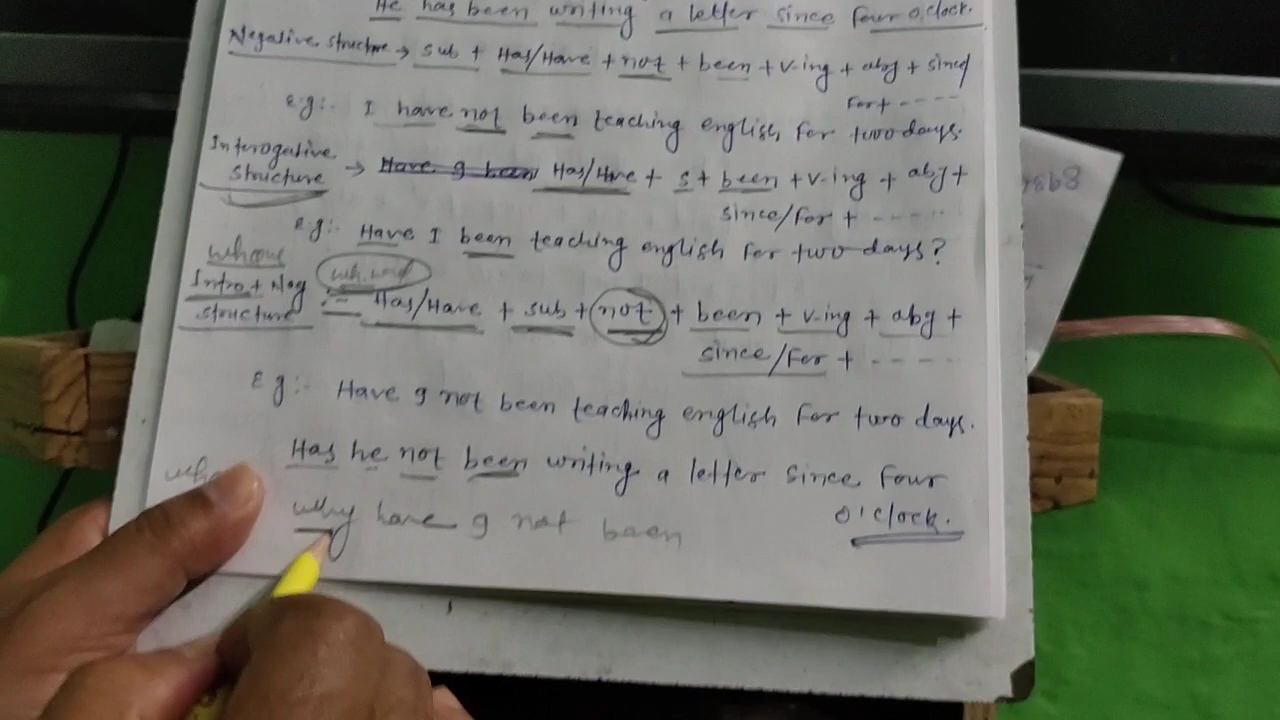 He has been writing a letter since four o'clock.
Negative structure → sub + Has/Have + not + been + v-ing + obj + since/
for + ----
E.g:- I have not been teaching english for two days.
Interogative structure → Have I been Has/Have + s + been + v-ing + obj +
since/for + -----
E.g:- Have I been teaching english for two days?
wh word
Intro + Neg structure :- Has/Have + sub + not + been + v-ing + obj +
since/for + ----
Eg:- Have I not been teaching english for two days.
Has he not been writing a letter since four
o'clock.
why have I not been